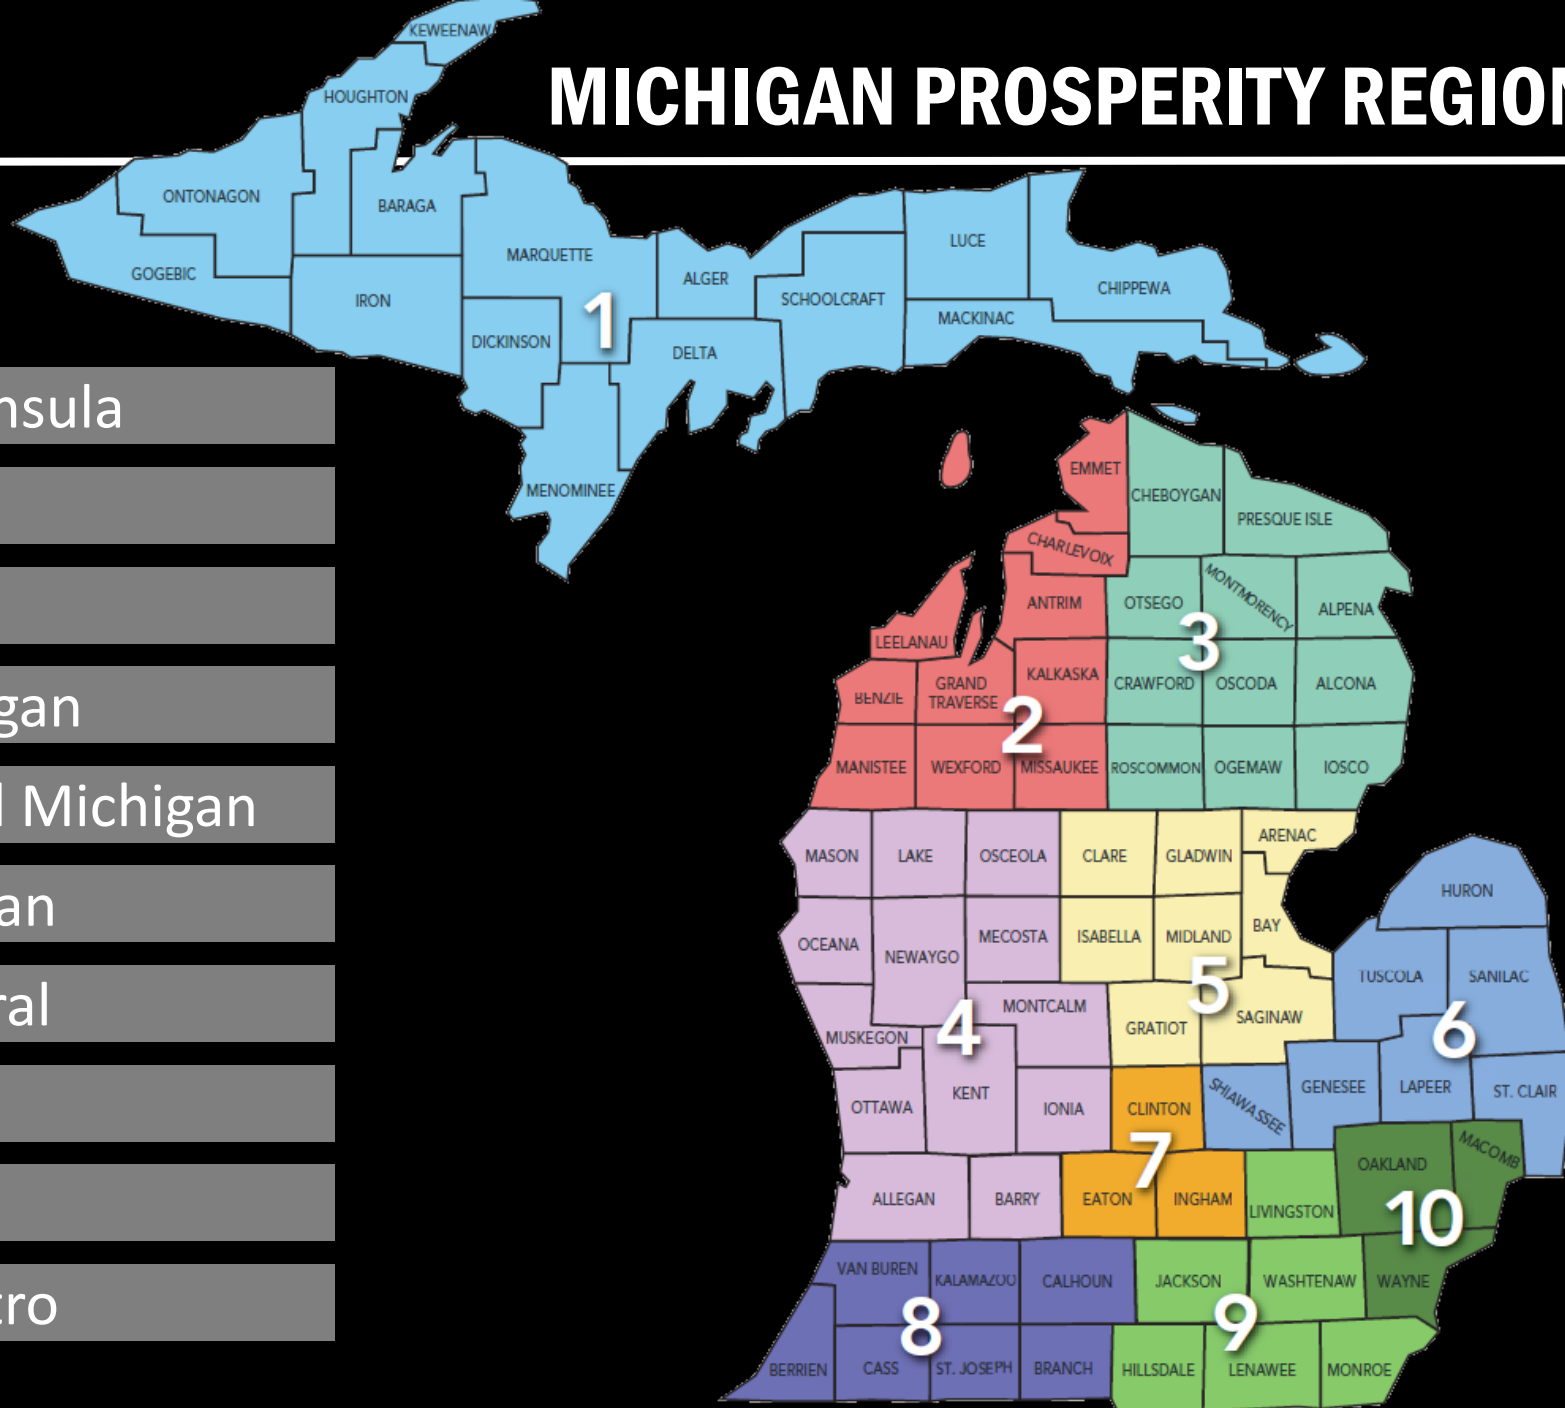 MICHIGAN PROSPERITY REGION
nsula
gan
l Michigan
an
ral
tro
KEWEENAW
HOUGHTON
ONTONAGON
BARAGA
GOGEBIC
IRON
MARQUETTE
ALGER
LUCE
CHIPPEWA
SCHOOLCRAFT
MACKINAC
1
DICKINSON
DELTA
MENOMINEE
EMMET
CHEBOYGAN
PRESQUE ISLE
CHARLEVOIX
ANTRIM
OTSEGO
MONTMORENCY
ALPENA
3
LEELANAU
BENZIE
GRAND
TRAVERSE
KALKASKA
CRAWFORD
OSCODA
ALCONA
2
MANISTEE
WEXFORD
MISSAUKEE
ROSCOMMON
OGEMAW
IOSCO
MASON
LAKE
OSCEOLA
CLARE
GLADWIN
ARENAC
HURON
OCEANA
NEWAYGO
MECOSTA
ISABELLA
MIDLAND
BAY
TUSCOLA
SANILAC
5
MONTCALM
GRATIOT
SAGINAW
MUSKEGON
4
6
OTTAWA
KENT
IONIA
CLINTON
SHIAWASSEE
GENESEE
LAPEER
ST. CLAIR
7
OAKLAND
MACOMB
ALLEGAN
BARRY
EATON
INGHAM
LIVINGSTON
10
VAN BUREN
KALAMAZOO
CALHOUN
JACKSON
WASHTENAW
WAYNE
8
9
BERRIEN
CASS
ST. JOSEPH
BRANCH
HILLSDALE
LENAWEE
MONROE